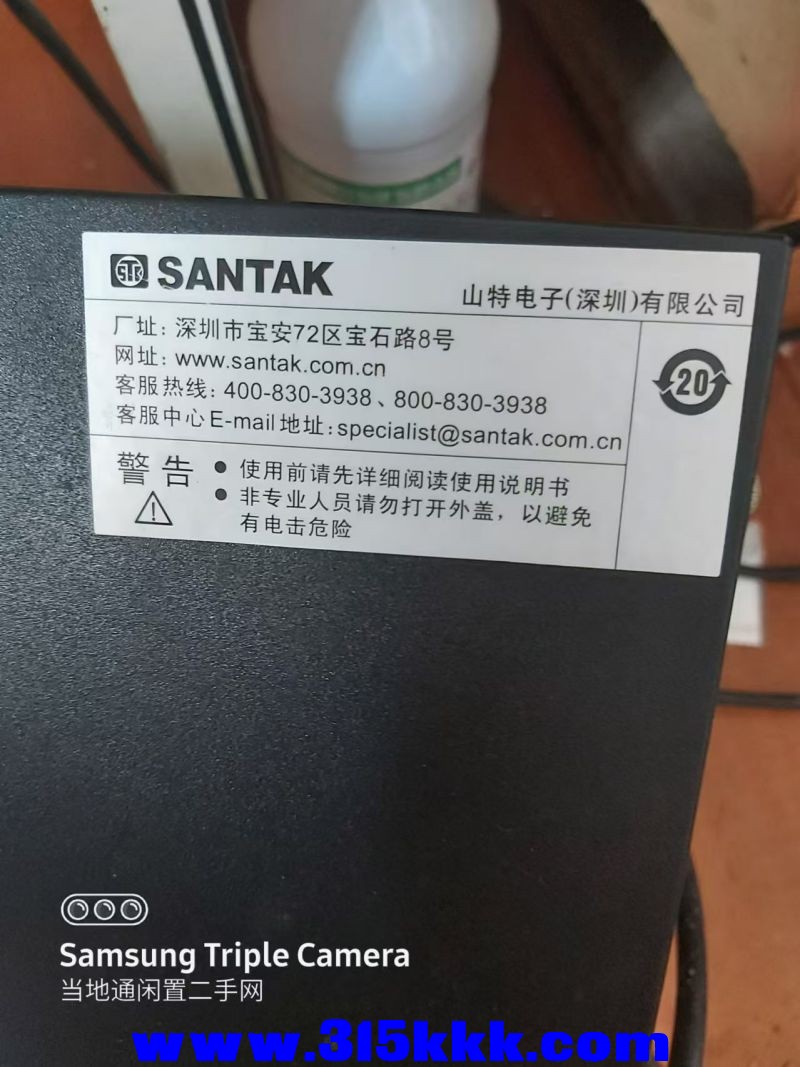 SANTAK
山特电子(深圳)有限公司
厂址: 深圳市宝安72区宝石路8号
网址: www.santak.com.cn
客服热线: 400-830-3938、800-830-3938
客服中心E-mail地址:specialist@santak.com.cn
20
警告
● 使用前请先详细阅读使用说明书
● 非专业人员请勿打开外盖，以避免
有电击危险
Samsung Triple Camera
当地通闲置二手网
www.315kkk.com